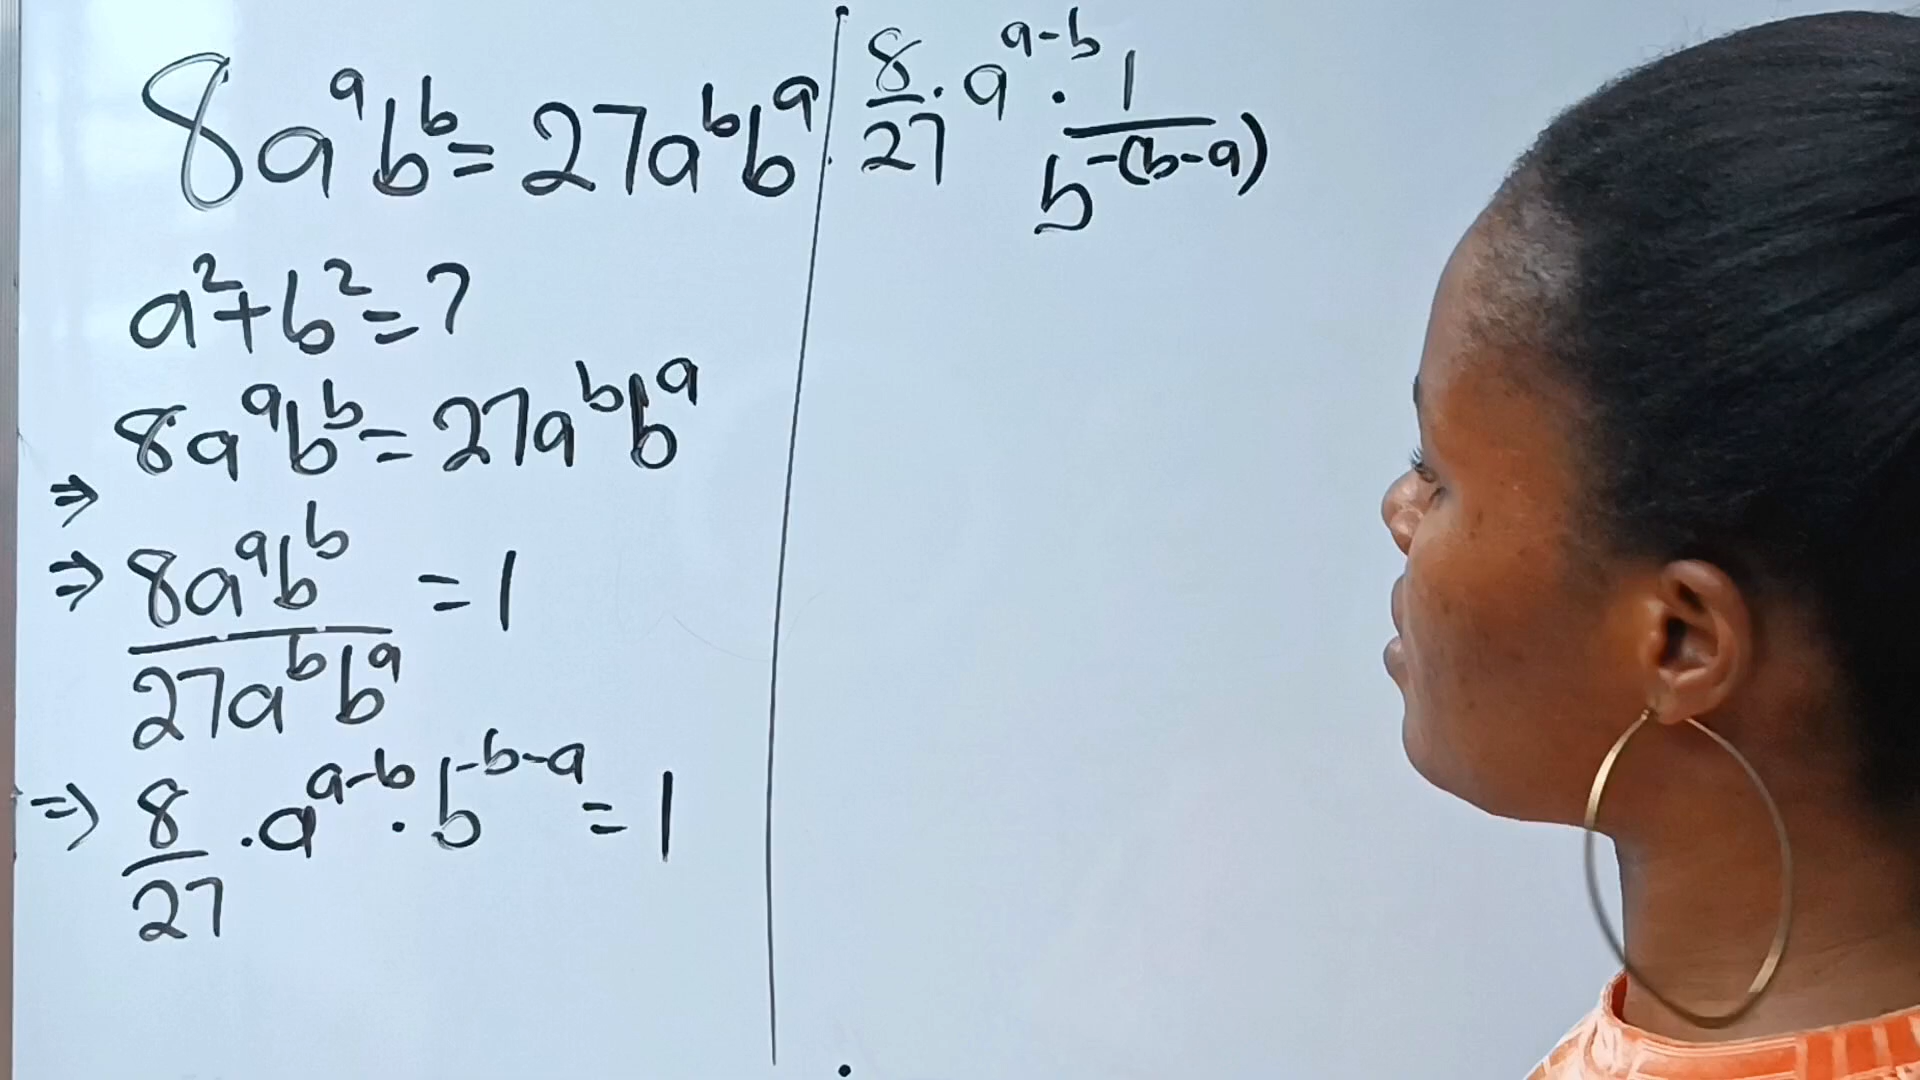 8a^a b^b = 27a^b b^a
a² + b² = ?
8a^a b^b = 27a^b b^a
⇒
⇒ 8a^a b^b / 27a^b b^a = 1
⇒ 8/27 · a^(a-b) · b^(-b-a) = 1
8/27 · a^(a-b) · 1/b^(-(b-a))